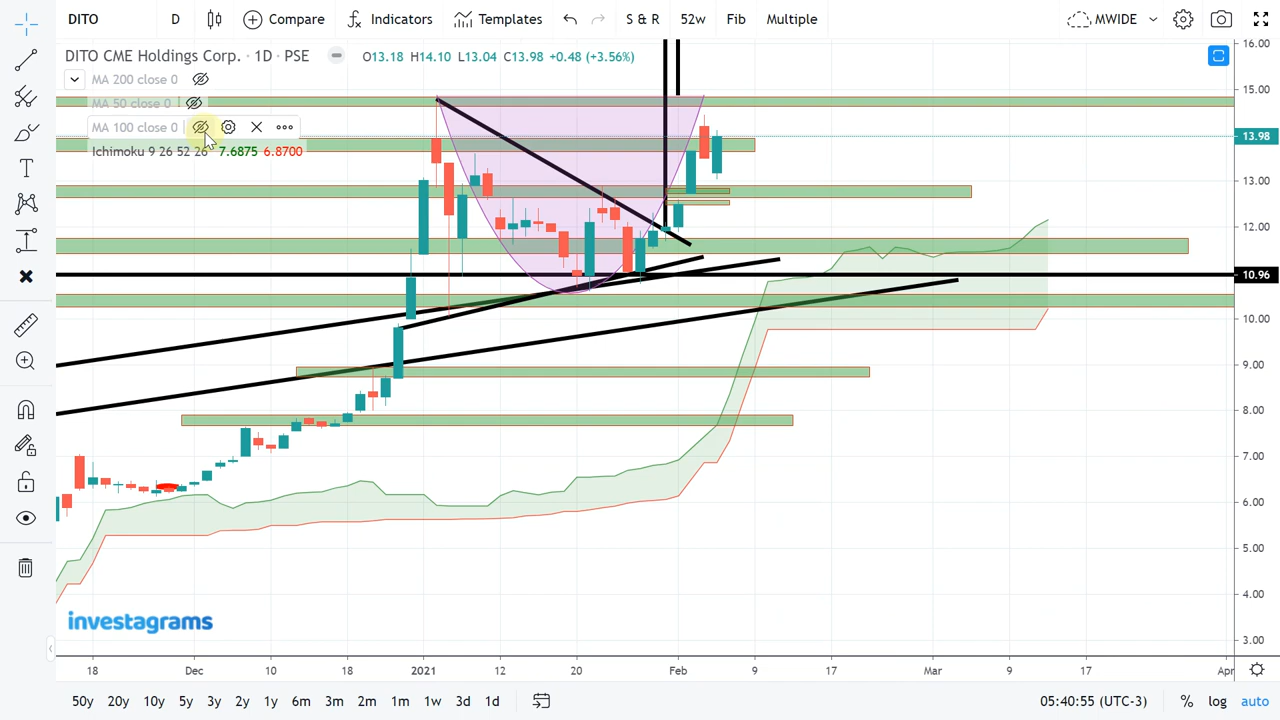 DITO D Compare Indicators Templates S & R 52w Fib Multiple MWIDE
DITO CME Holdings Corp. · 1D · PSE O13.18 H14.10 L13.04 C13.98 +0.48 (+3.56%)
MA 200 close 0
MA 50 close 0
MA 100 close 0
Ichimoku 9 26 52 26 7.6875 6.8700
16.00
15.00
13.98
13.00
12.00
10.96
10.00
9.00
8.00
7.00
6.00
5.00
4.00
3.00
investagrams
18 Dec 10 18 2021 12 20 Feb 9 17 Mar 9 17 Apr
50y 20y 10y 5y 3y 2y 1y 6m 3m 2m 1m 1w 3d 1d 05:40:55 (UTC-3) % log auto